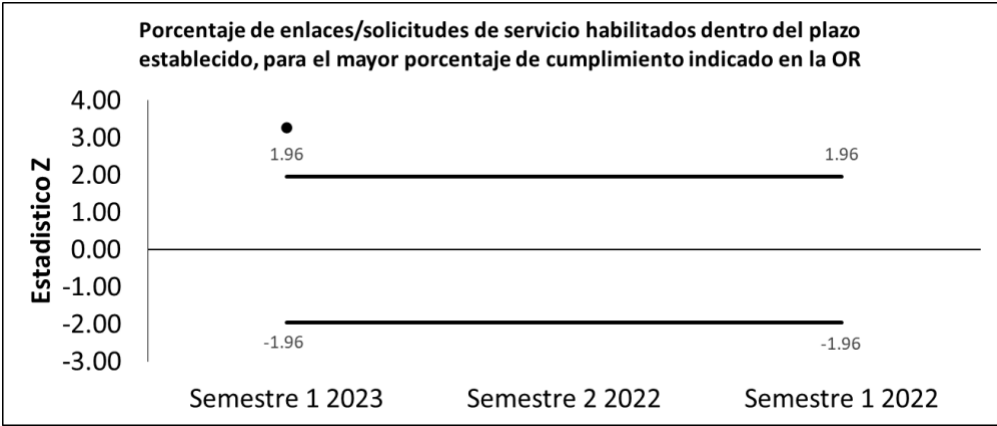 Porcentaje de enlaces/solicitudes de servicio habilitados dentro del plazo
establecido, para el mayor porcentaje de cumplimiento indicado en la OR
Estadistico Z
4.00
3.00
2.00
1.00
0.00
-1.00
-2.00
-3.00
1.96
1.96
-1.96
-1.96
Semestre 1 2023
Semestre 2 2022
Semestre 1 2022